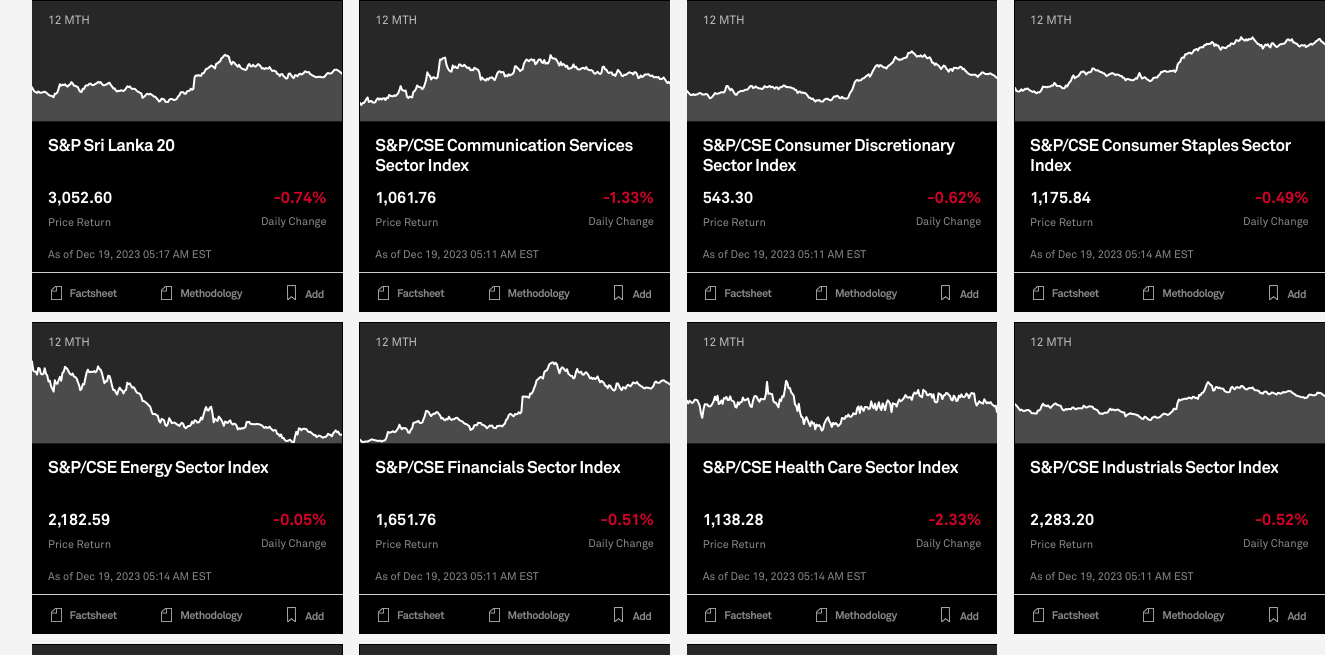 12 MTH
S&P Sri Lanka 20
3,052.60
-0.74%
Price Return
Daily Change
As of Dec 19, 2023 05:17 AM EST
Factsheet
Methodology
Add
12 MTH
S&P/CSE Communication Services
Sector Index
1,061.76
-1.33%
Price Return
Daily Change
As of Dec 19, 2023 05:11 AM EST
Factsheet
Methodology
Add
12 MTH
S&P/CSE Consumer Discretionary
Sector Index
543.30
-0.62%
Price Return
Daily Change
As of Dec 19, 2023 05:11 AM EST
Factsheet
Methodology
Add
12 MTH
S&P/CSE Consumer Staples Sector
Index
1,175.84
-0.49%
Price Return
Daily Change
As of Dec 19, 2023 05:14 AM EST
Factsheet
Methodology
Add
12 MTH
S&P/CSE Energy Sector Index
2,182.59
-0.05%
Price Return
Daily Change
As of Dec 19, 2023 05:14 AM EST
Factsheet
Methodology
Add
12 MTH
S&P/CSE Financials Sector Index
1,651.76
-0.51%
Price Return
Daily Change
As of Dec 19, 2023 05:11 AM EST
Factsheet
Methodology
Add
12 MTH
S&P/CSE Health Care Sector Index
1,138.28
-2.33%
Price Return
Daily Change
As of Dec 19, 2023 05:14 AM EST
Factsheet
Methodology
Add
12 MTH
S&P/CSE Industrials Sector Index
2,283.20
-0.52%
Price Return
Daily Change
As of Dec 19, 2023 05:11 AM EST
Factsheet
Methodology
Add